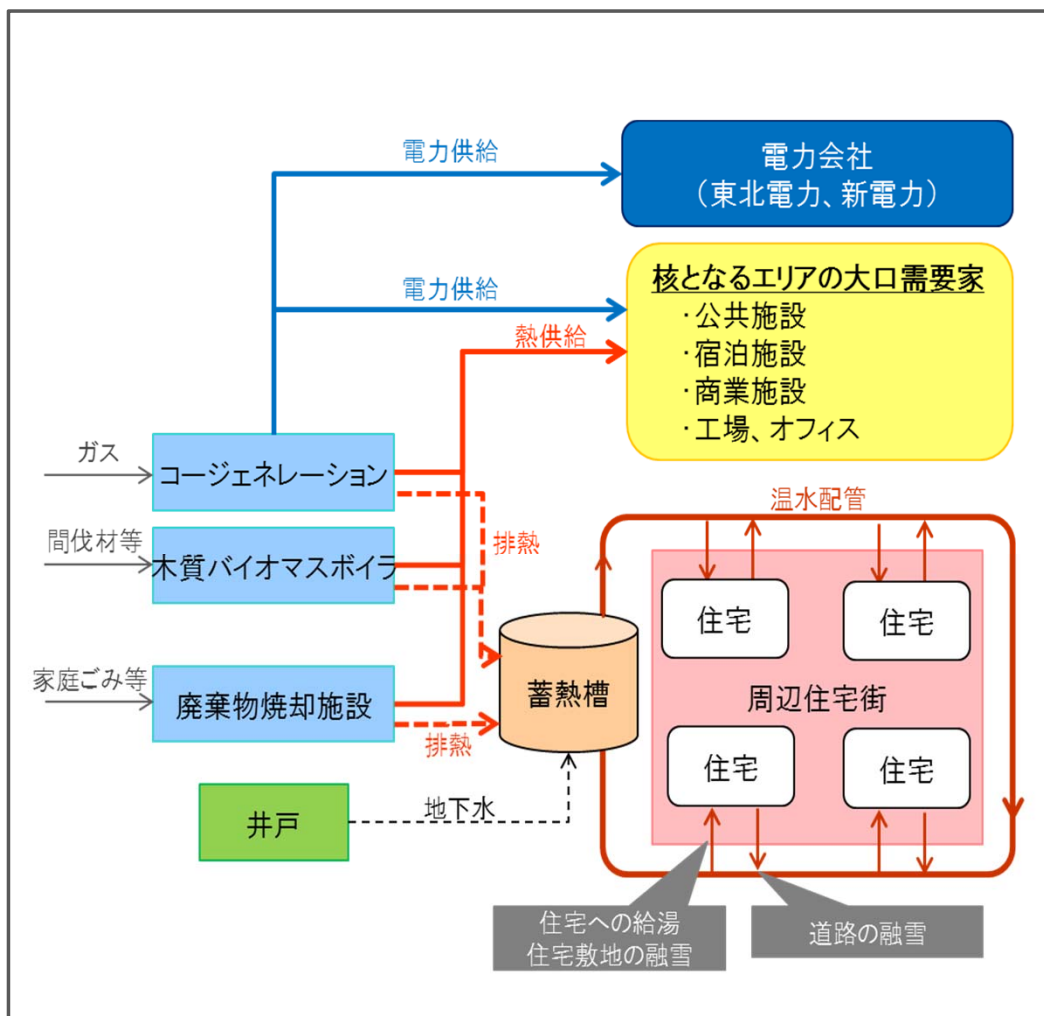 電力供給
電力会社
（東北電力、新電力）
電力供給
熱供給
核となるエリアの大口需要家
・公共施設
・宿泊施設
・商業施設
・工場、オフィス
ガス
コージェネレーション
間伐材等
木質バイオマスボイラ
家庭ごみ等
廃棄物焼却施設
排熱
排熱
井戸
地下水
蓄熱槽
温水配管
住宅
住宅
周辺住宅街
住宅
住宅
住宅への給湯
住宅敷地の融雪
道路の融雪